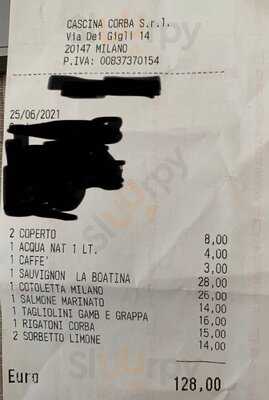 CASCINA CORBA S.r.l.
Via Dei Gigli 14
20147 MILANO
P.IVA: 00837370154
25/06/2021
2 COPERTO 8,00
1 ACQUA NAT 1 LT. 4,00
1 CAFFE' 3,00
1 SAUVIGNON LA BOATINA 28,00
1 COTOLETTA MILANO 26,00
1 SALMONE MARINATO 14,00
1 TAGLIOLINI GAMB E GRAPPA 16,00
1 RIGATONI CORBA 15,00
2 SORBETTO LIMONE 14,00
Euro 128,00